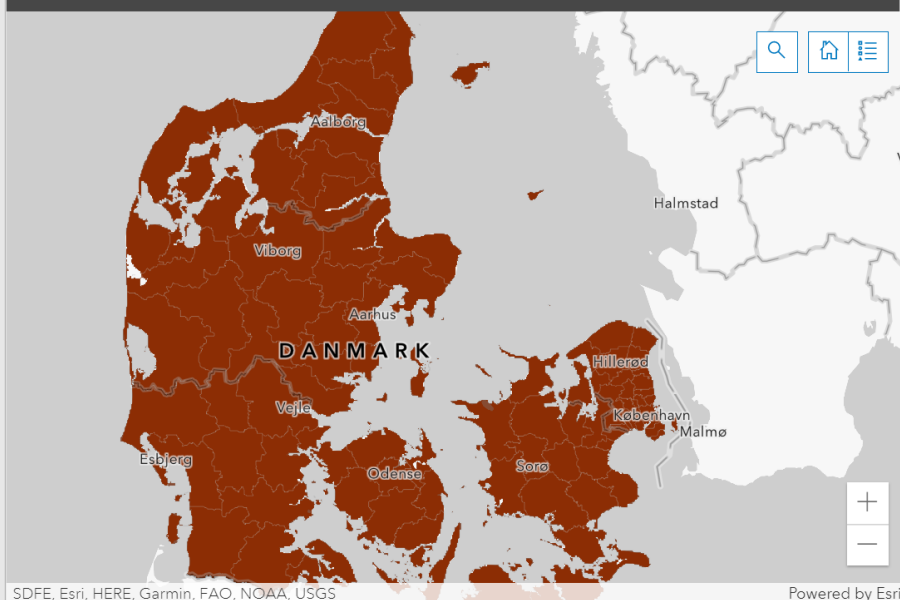 Aalborg
Halmstad
Viborg
Aarhus
DANMARK
Hillerød
Vejle
København
Malmø
Esbjerg
Sorø
Odense
SDFE, Esri, HERE, Garmin, FAO, NOAA, USGS
Powered by Esri